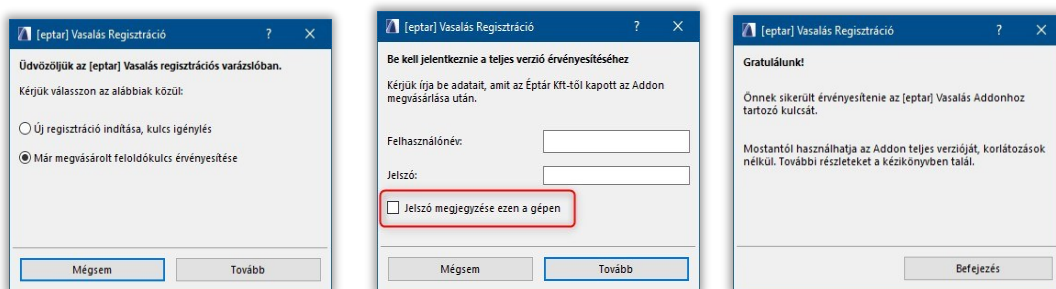 [eptar] Vasalás Regisztráció
?
X
Üdvözöljük az [eptar] Vasalás regisztrációs varázslóban.
Kérjük válasszon az alábbiak közül:
Új regisztráció indítása, kulcs igénylés
Már megvásárolt feloldókulcs érvényesítése
Mégsem
Tovább
[eptar] Vasalás Regisztráció
?
X
Be kell jelentkeznie a teljes verzió érvényesítéséhez
Kérjük írja be adatait, amit az Éptár Kft-től kapott az Addon
megvásárlása után.
Felhasználónév:
Jelszó:
Jelszó megjegyzése ezen a gépen
Mégsem
Tovább
[eptar] Vasalás Regisztráció
?
X
Gratulálunk!
Önnek sikerült érvényesítenie az [eptar] Vasalás Addonhoz
tartozó kulcsát.
Mostantól használhatja az Addon teljes verzióját, korlátozások
nélkül. További részleteket a kézikönyvben talál.
Befejezés